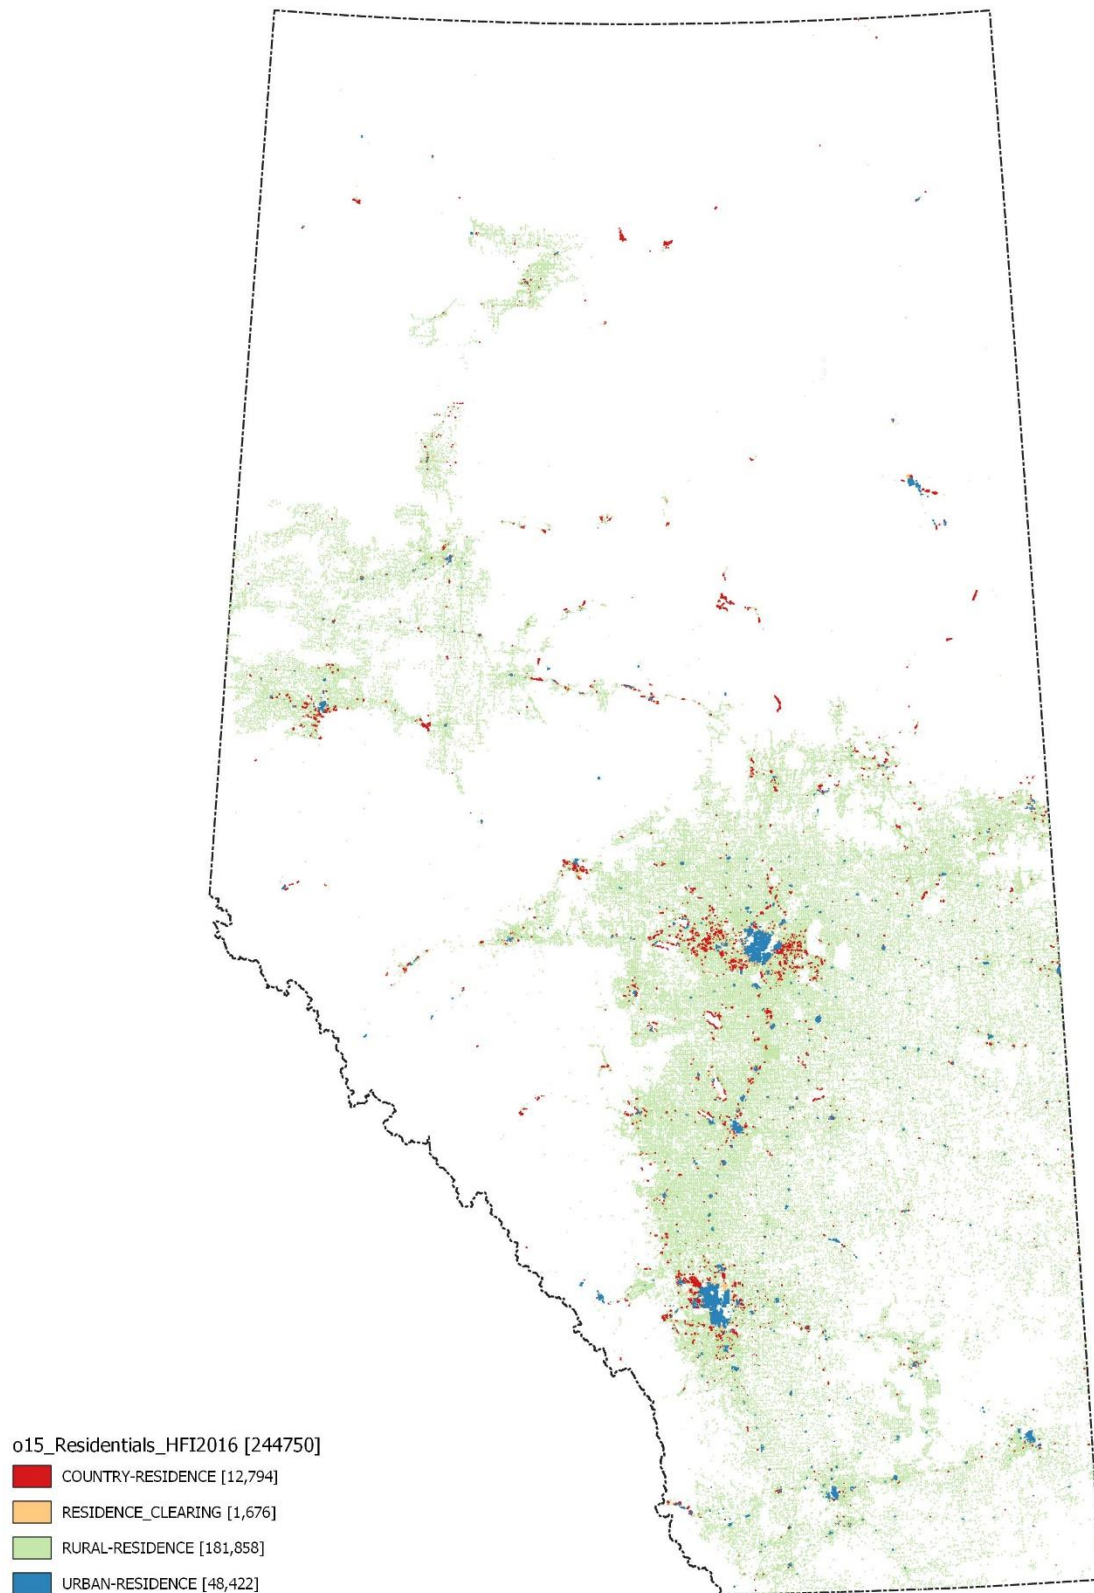 o15_Residentials_HFI2016 [244750]
COUNTRY-RESIDENCE [12,794]
RESIDENCE_CLEARING [1,676]
RURAL-RESIDENCE [181,858]
URBAN-RESIDENCE [48,422]